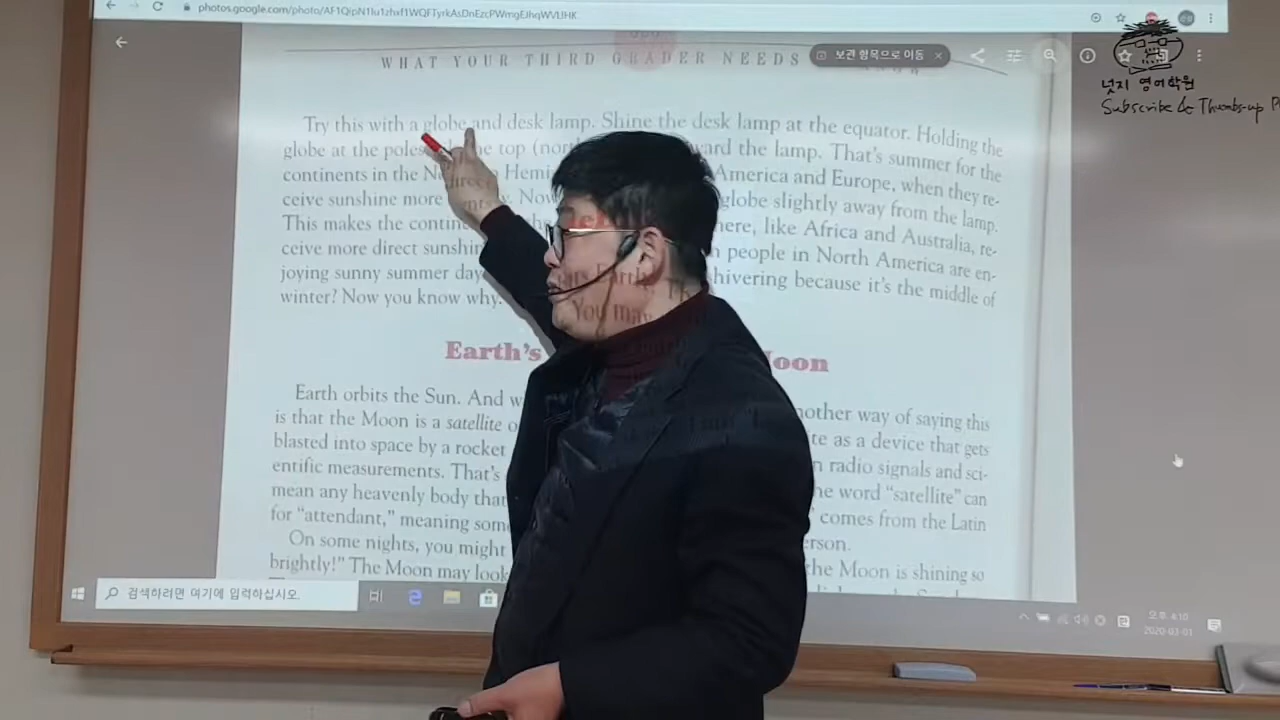 photos.google.com/photo/AF1QipN1lu1zhxf1WQFTyrkAsDnEzcPWmgEJhqWVLlHK
WHAT YOUR THIRD GRADER NEEDS
보관 항목으로 이동
넛지 영어학원
Subscribe & Thumbs-up
Try this with a globe and desk lamp. Shine the desk lamp at the equator. Holding the
globe at the poles the top ward the lamp. That's summer for the
continents in the Hemi America and Europe, when they re-
ceive sunshine more Now globe slightly away from the lamp.
This makes the contin here, like Africa and Australia, re-
ceive more direct sunshin people in North America are en-
joying sunny summer day shivering because it's the middle of
winter? Now you know why.
Earth's Moon
Earth orbits the Sun. And w nother way of saying this
is that the Moon is a satellite o te as a device that gets
blasted into space by a rocket n radio signals and sci-
entific measurements. That's he word "satellite" can
mean any heavenly body that comes from the Latin
for "attendant," meaning som erson.
On some nights, you might the Moon is shining so
brightly!" The Moon may look
검색하려면 여기에 입력하십시오.
오후 4:10
2020-03-01